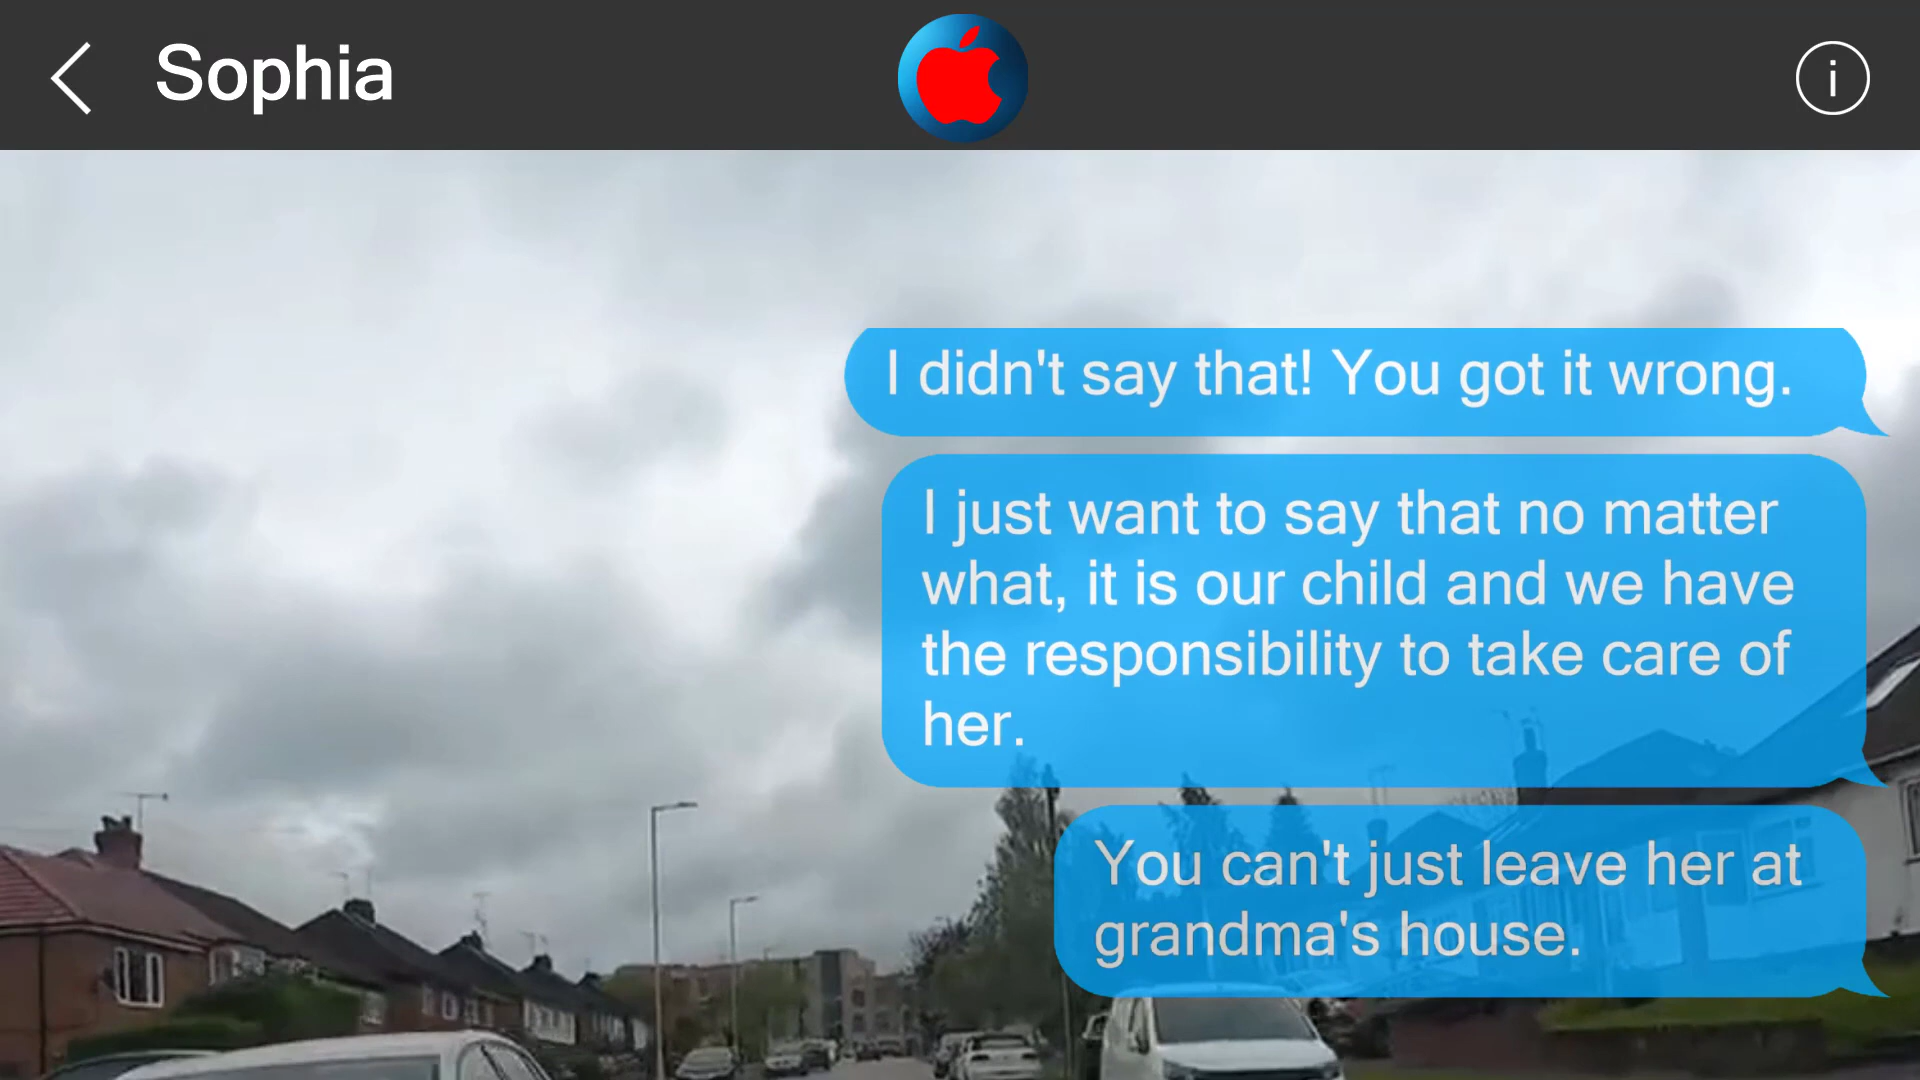 Sophia
i
I didn't say that! You got it wrong.
I just want to say that no matter
what, it is our child and we have
the responsibility to take care of
her.
You can't just leave her at
grandma's house.